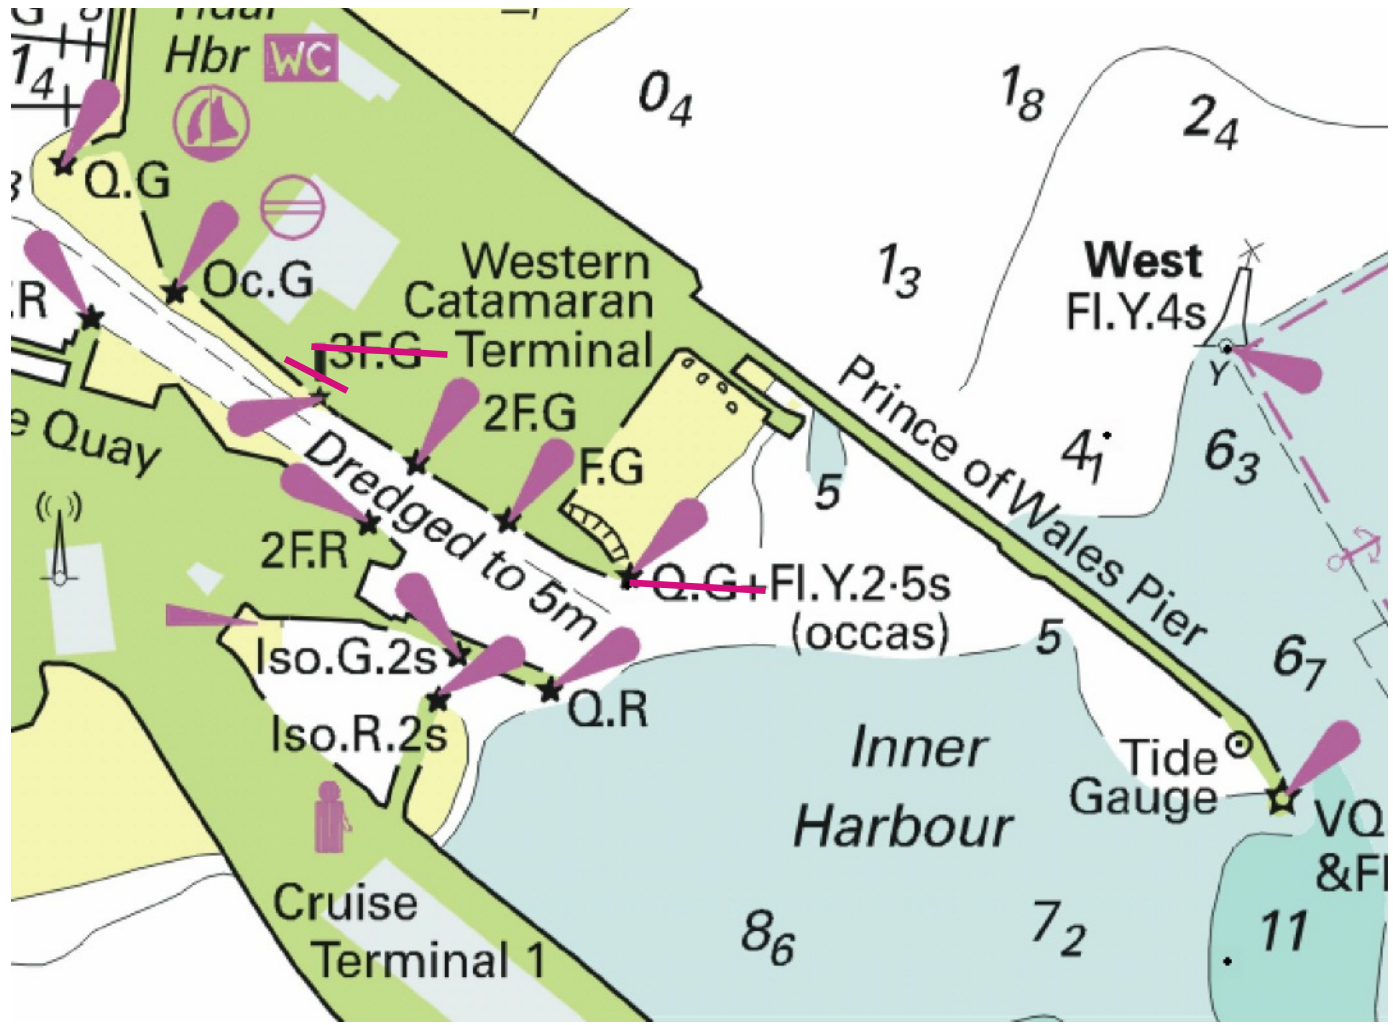 Hbr WC
1₄
Q.G
Oc.G
Western
Catamaran
Terminal
3F.G
2F.G
F.G
Q.G+Fl.Y.2·5s
(occas)
Dredged to 5m
2F.R
Iso.G.2s
Iso.R.2s
Q.R
Quay
0₄
1₈
2₄
1₃
West
Fl.Y.4s
Y
4₁
6₃
5
Prince of Wales Pier
5
6₇
Inner
Harbour
Tide
Gauge
VQ
&Fl
8₆
7₂
11
Cruise
Terminal 1